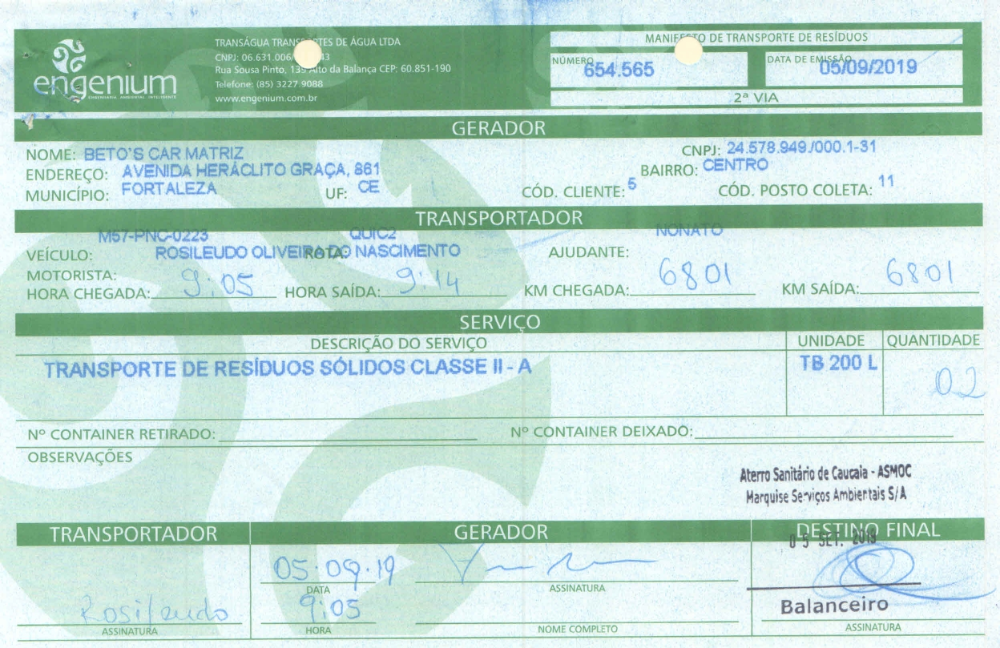 engenium
ENGENHARIA AMBIENTAL INTELIGENTE
TRANSÁGUA TRANSPORTES DE ÁGUA LTDA
CNPJ: 06.631.006/ 43
Rua Sousa Pinto, 135 Alto da Balança CEP: 60.851-190
Telefone: (85) 3227.9088
www.engenium.com.br
MANIFESTO DE TRANSPORTE DE RESÍDUOS
NÚMERO 654.565 DATA DE EMISSÃO 05/09/2019
2ª VIA
GERADOR
NOME: BETO'S CAR MATRIZ CNPJ: 24.578.949./000.1-31
ENDEREÇO: AVENIDA HERÁCLITO GRAÇA, 861 BAIRRO: CENTRO
MUNICÍPIO: FORTALEZA UF: CE CÓD. CLIENTE: 5 CÓD. POSTO COLETA: 11
TRANSPORTADOR
M57-PNC-0223 QUIC2 NONATO
VEÍCULO: ROTA: AJUDANTE:
ROSILEUDO OLIVEIRA DO NASCIMENTO
MOTORISTA:
HORA CHEGADA: 9:05 HORA SAÍDA: 9:14 KM CHEGADA: 6801 KM SAÍDA: 6801
SERVIÇO
DESCRIÇÃO DO SERVIÇO UNIDADE QUANTIDADE
TRANSPORTE DE RESÍDUOS SÓLIDOS CLASSE II - A TB 200 L 02
Nº CONTAINER RETIRADO: Nº CONTAINER DEIXADO:
OBSERVAÇÕES
Aterro Sanitário de Caucaia - ASMOC
Marquise Serviços Ambientais S/A
TRANSPORTADOR GERADOR DESTINO FINAL
05 SET. 2019
05.09.19
DATA ASSINATURA
Rosileudo 9:05 Balanceiro
ASSINATURA HORA NOME COMPLETO ASSINATURA